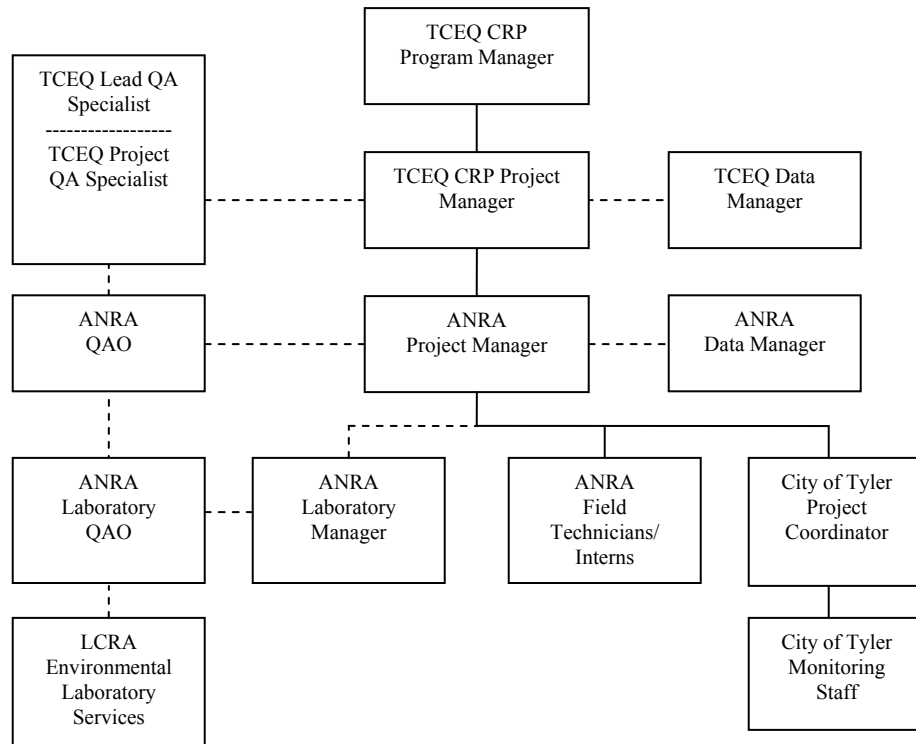 TCEQ CRP
Program Manager
TCEQ Lead QA
Specialist
------------------
TCEQ Project
QA Specialist
TCEQ CRP Project
Manager
TCEQ Data
Manager
ANRA
QAO
ANRA
Project Manager
ANRA
Data Manager
ANRA
Laboratory
QAO
ANRA
Laboratory
Manager
ANRA
Field
Technicians/
Interns
City of Tyler
Project
Coordinator
LCRA
Environmental
Laboratory
Services
City of Tyler
Monitoring
Staff